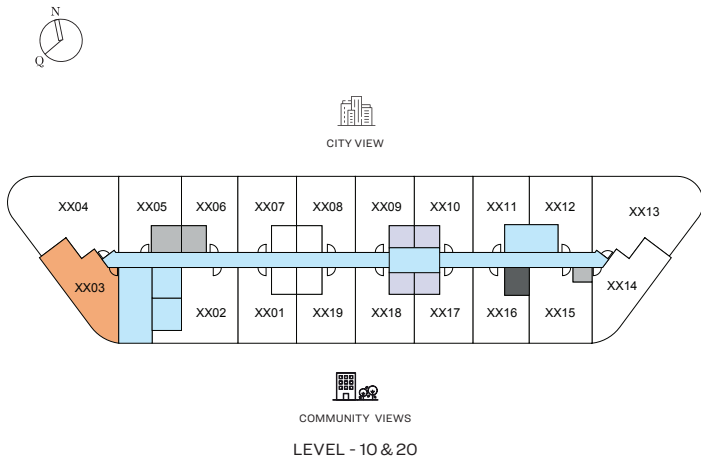 N
Q
CITY VIEW
XX04 XX05 XX06 XX07 XX08 XX09 XX10 XX11 XX12 XX13
XX03 XX14
XX02 XX01 XX19 XX18 XX17 XX16 XX15
COMMUNITY VIEWS
LEVEL - 10 & 20